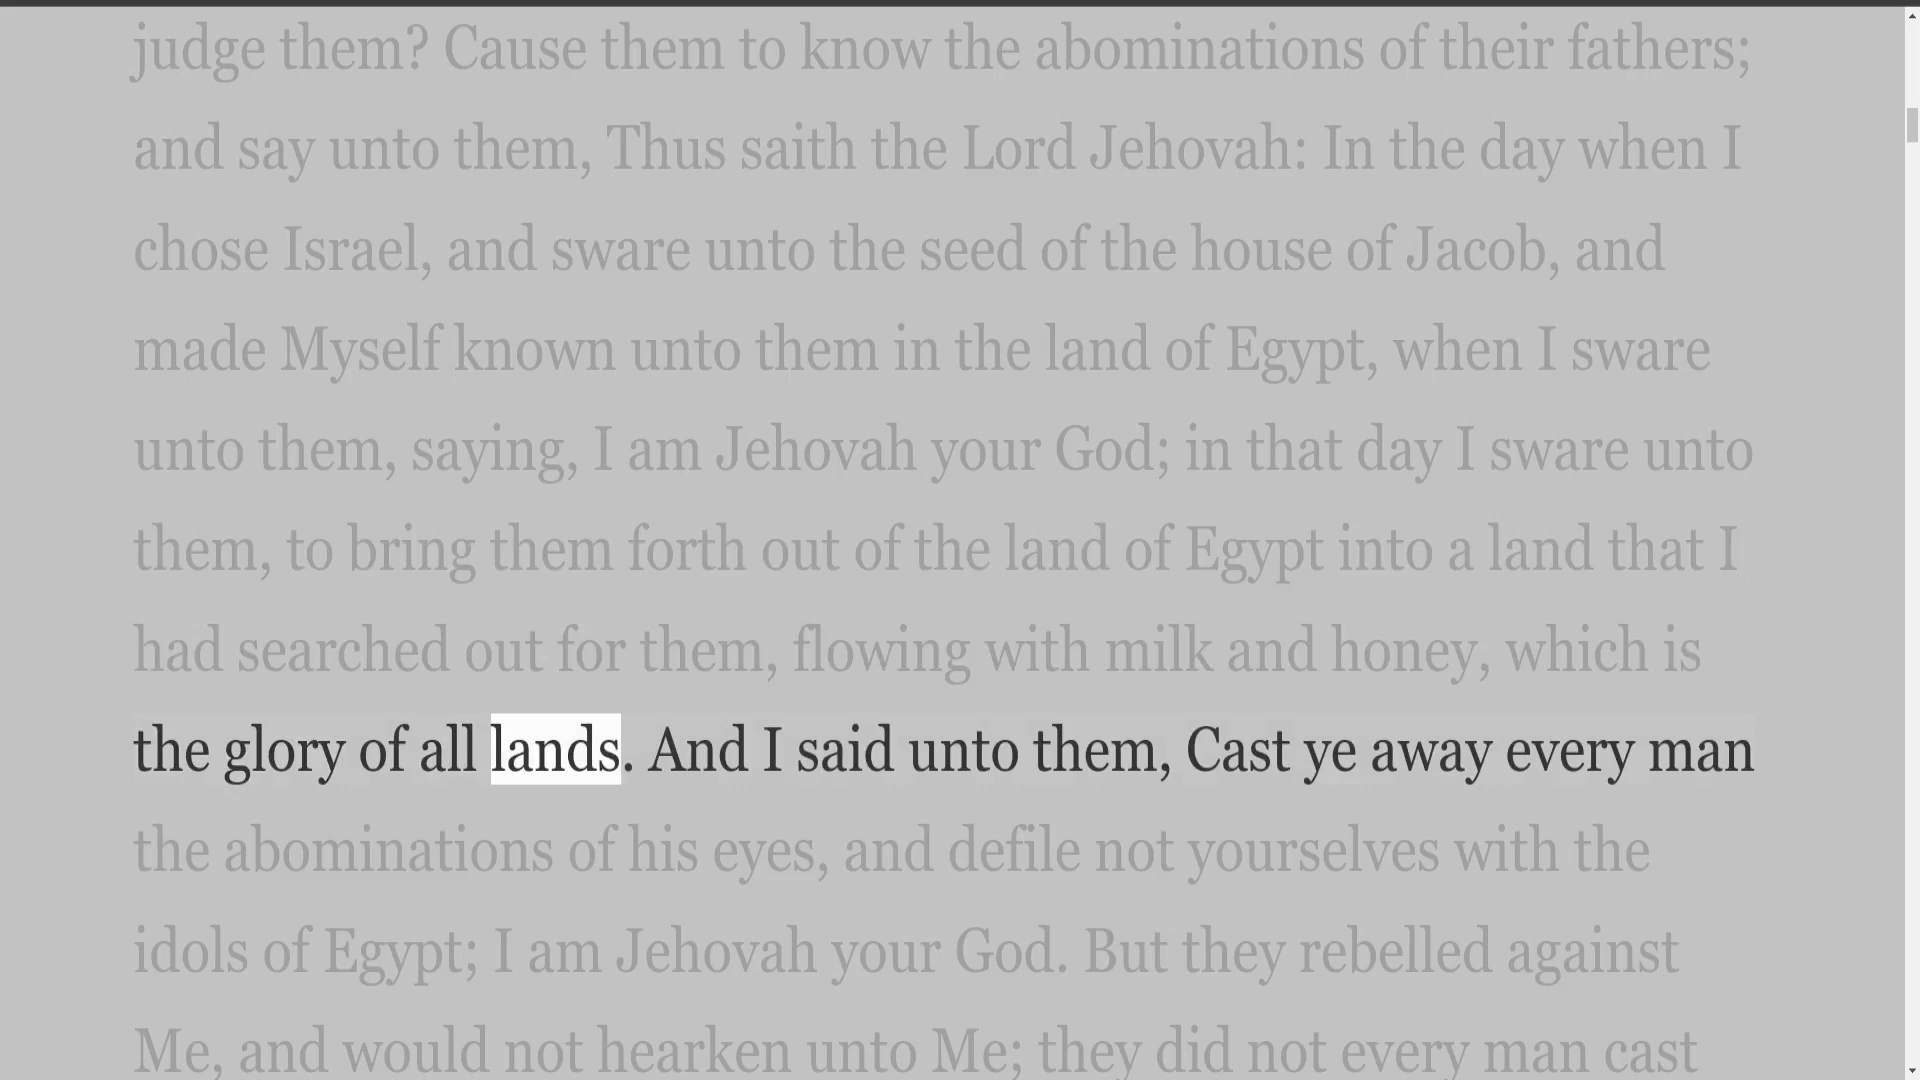 judge them? Cause them to know the abominations of their fathers;
and say unto them, Thus saith the Lord Jehovah: In the day when I
chose Israel, and sware unto the seed of the house of Jacob, and
made Myself known unto them in the land of Egypt, when I sware
unto them, saying, I am Jehovah your God; in that day I sware unto
them, to bring them forth out of the land of Egypt into a land that I
had searched out for them, flowing with milk and honey, which is
the glory of all lands. And I said unto them, Cast ye away every man
the abominations of his eyes, and defile not yourselves with the
idols of Egypt; I am Jehovah your God. But they rebelled against
Me, and would not hearken unto Me; they did not every man cast